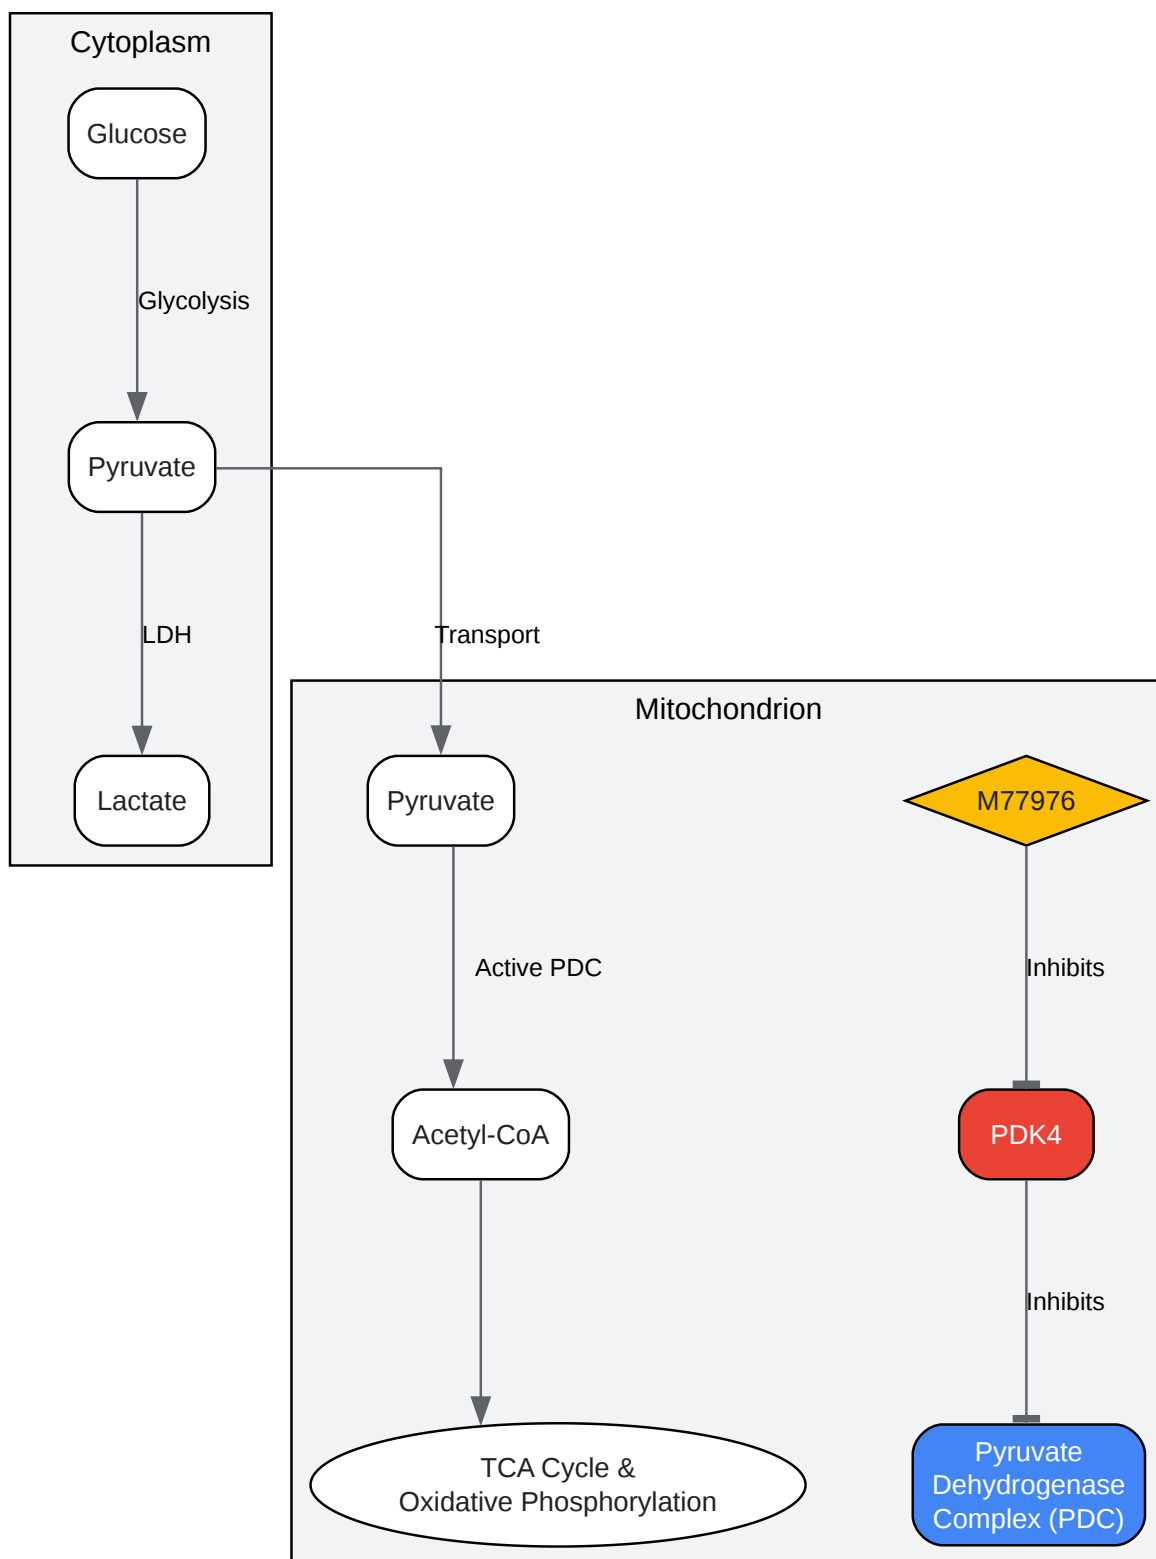 Cytoplasm
Glucose
Glycolysis
Pyruvate
LDH
Transport
Lactate
Mitochondrion
Pyruvate
M77976
Active PDC
Inhibits
Acetyl-CoA
PDK4
Inhibits
TCA Cycle &
Oxidative Phosphorylation
Pyruvate
Dehydrogenase
Complex (PDC)